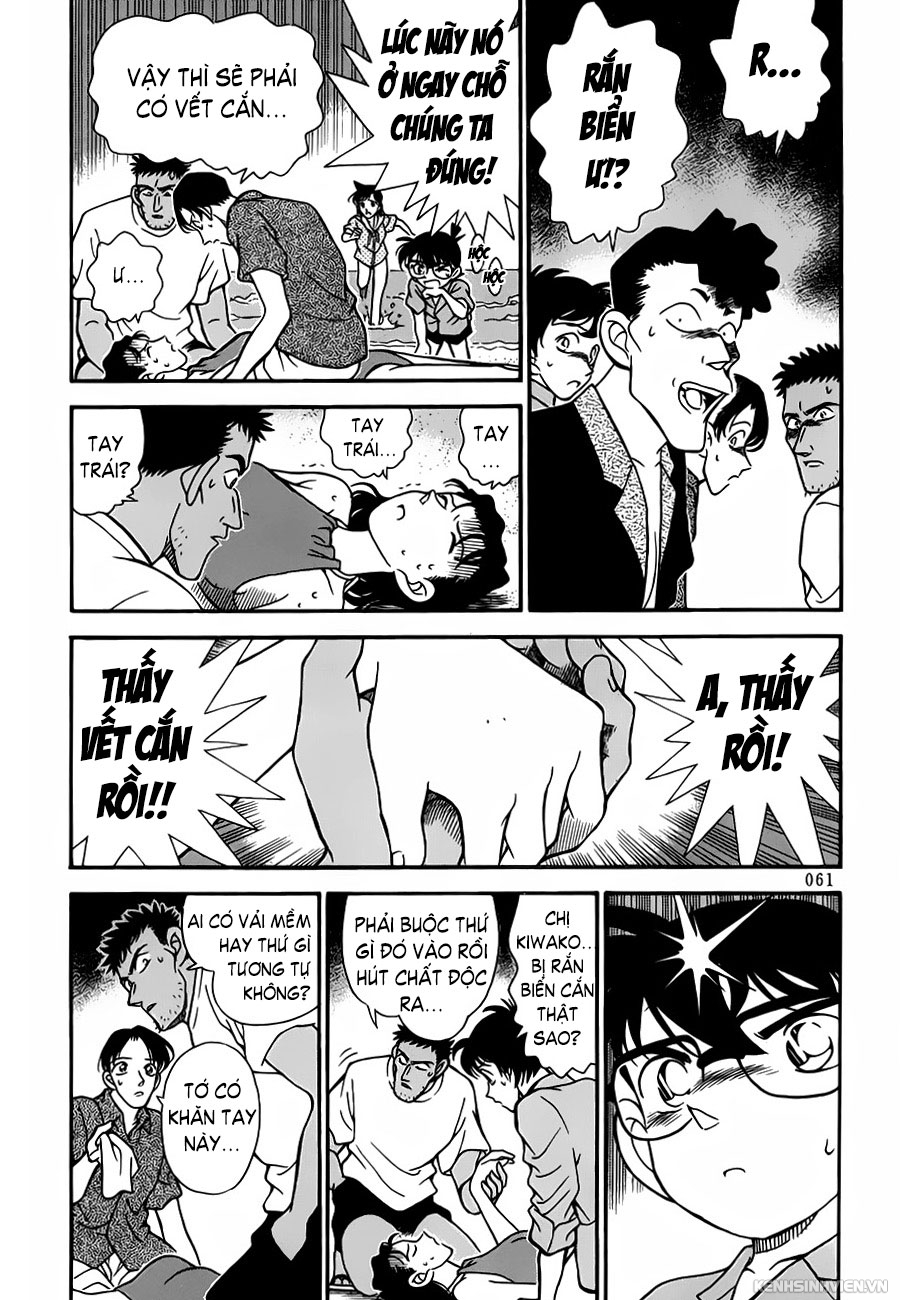 R...
RẮN
BIỂN
Ư!?
LÚC NÃY NÓ
Ở NGAY CHỖ
CHÚNG TA
ĐỨNG!
HỘC
HỘC
VẬY THÌ SẼ PHẢI
CÓ VẾT CẮN...
Ư...
TAY
...
TAY
TRÁI...
TAY
TRÁI?
A, THẤY
RỒI!
THẤY
VẾT CẮN
RỒI!!
061
CHỊ
KIWAKO...
BỊ RẮN
BIỂN CẮN
THẬT
SAO?
PHẢI BUỘC THỨ
GÌ ĐÓ VÀO RỒI
HÚT CHẤT ĐỘC
RA...
AI CÓ VẢI MỀM
HAY THỨ GÌ
TƯƠNG TỰ
KHÔNG?
TỚ CÓ
KHĂN TAY
NÀY...
KENHSINHVIEN.VN